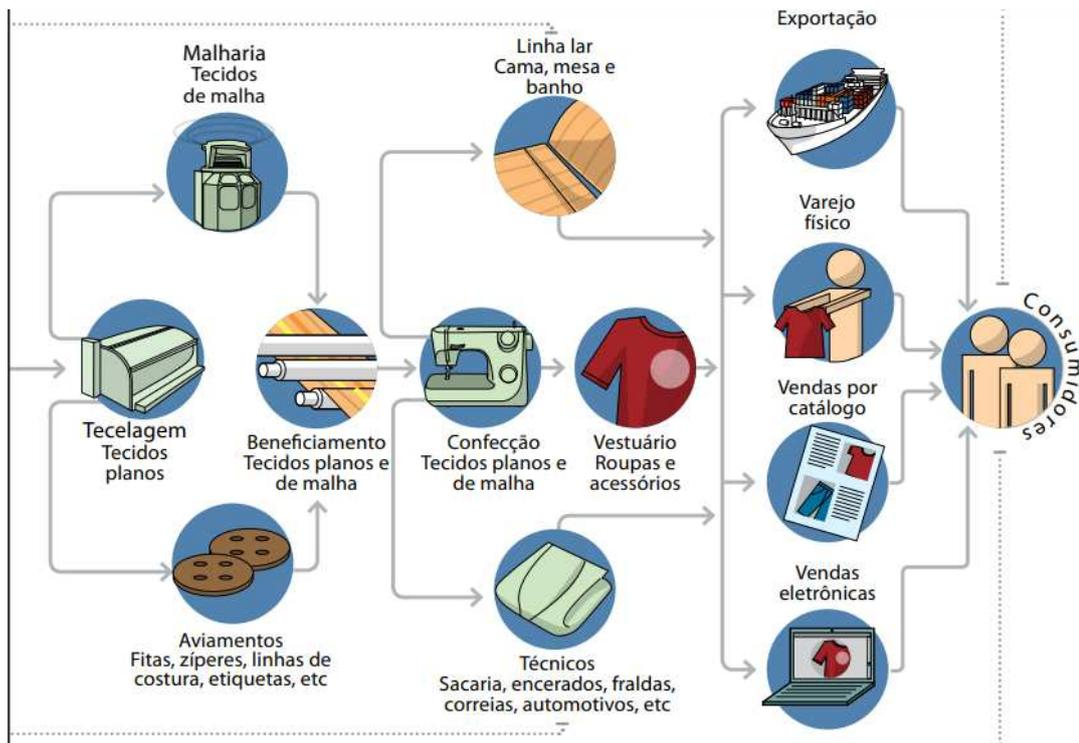 Malharia
Tecidos
de malha
Linha lar
Cama, mesa e
banho
Exportação
Varejo
físico
Tecelagem
Tecidos
planos
Beneficiamento
Tecidos planos e
de malha
Confecção
Tecidos planos e
de malha
Vestuário
Roupas e
acessórios
Vendas por
catálogo
Consumidores
Aviamentos
Fitas, zíperes, linhas de
costura, etiquetas, etc
Técnicos
Sacaria, encerados, fraldas,
correias, automotivos, etc
Vendas
eletrônicas